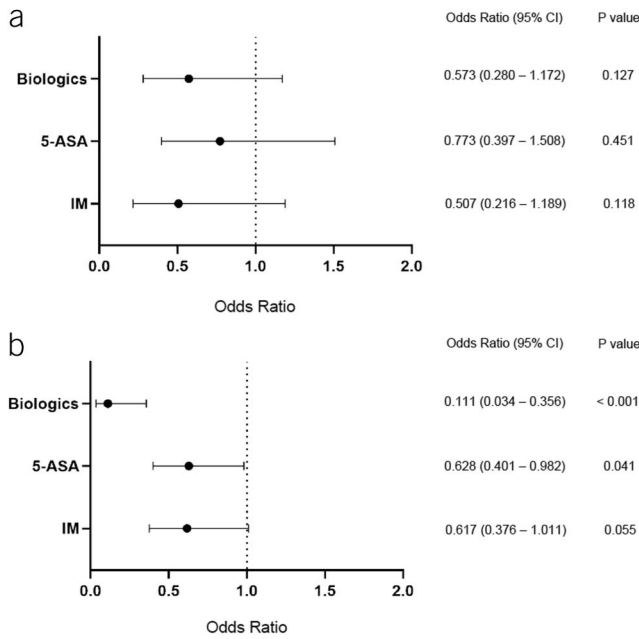 a
Odds Ratio (95% CI) P value
Biologics 0.573 (0.280 – 1.172) 0.127
5-ASA 0.773 (0.397 – 1.508) 0.451
IM 0.507 (0.216 – 1.189) 0.118
0.0 0.5 1.0 1.5 2.0
Odds Ratio
b
Odds Ratio (95% CI) P value
Biologics 0.111 (0.034 – 0.356) < 0.001
5-ASA 0.628 (0.401 – 0.982) 0.041
IM 0.617 (0.376 – 1.011) 0.055
0.0 0.5 1.0 1.5 2.0
Odds Ratio